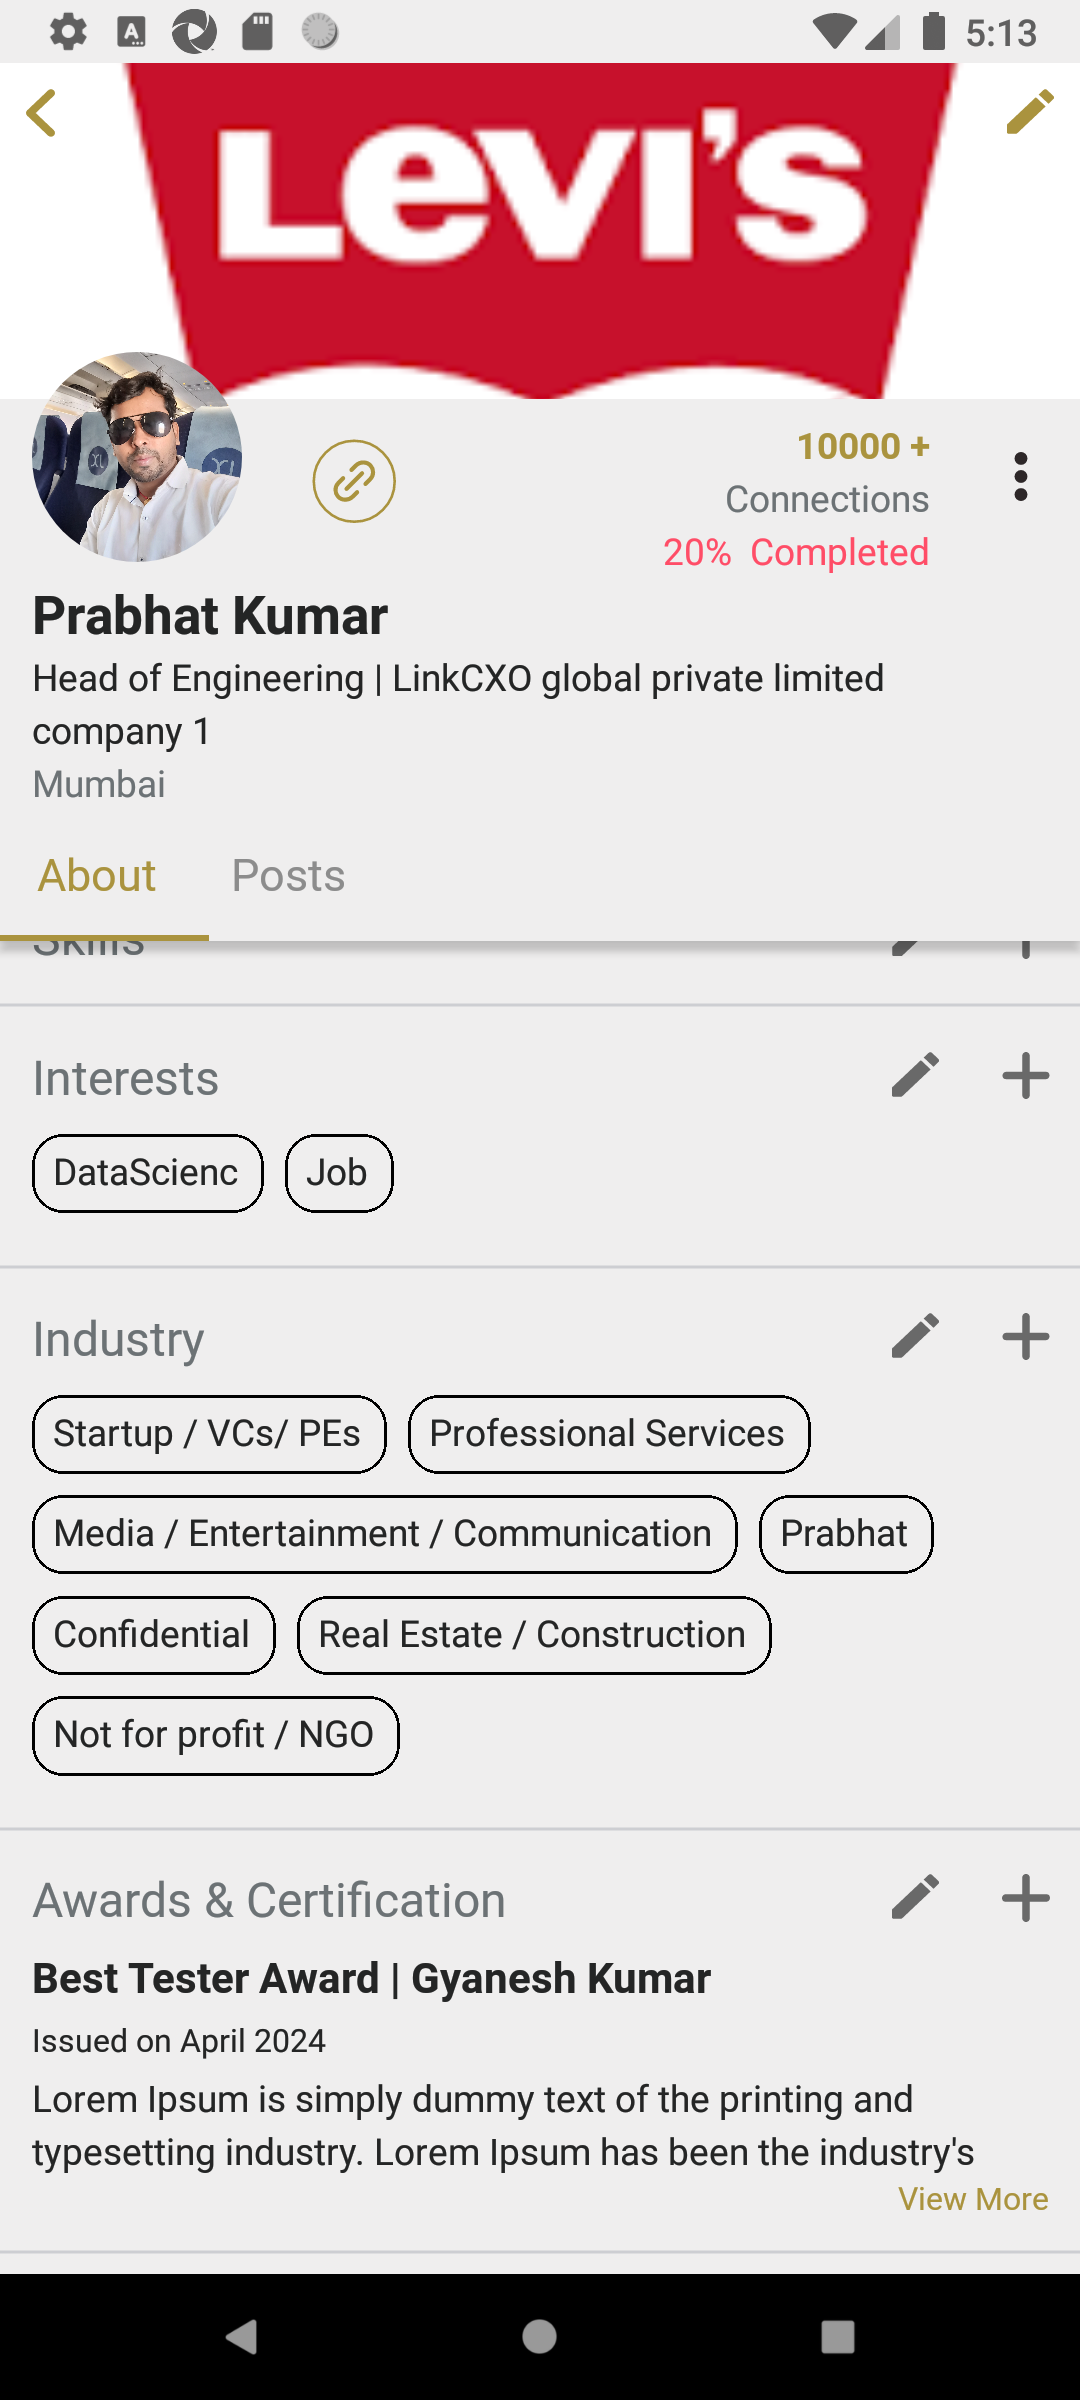 5:13
LEVI'S
10000 +
Connections
20% Completed
Prabhat Kumar
Head of Engineering | LinkCXO global private limited
company 1
Mumbai
About Posts
Skills
Interests
DataScienc Job
Industry
Startup / VCs/ PEs Professional Services
Media / Entertainment / Communication Prabhat
Confidential Real Estate / Construction
Not for profit / NGO
Awards & Certification
Best Tester Award | Gyanesh Kumar
Issued on April 2024
Lorem Ipsum is simply dummy text of the printing and
typesetting industry. Lorem Ipsum has been the industry's
View More